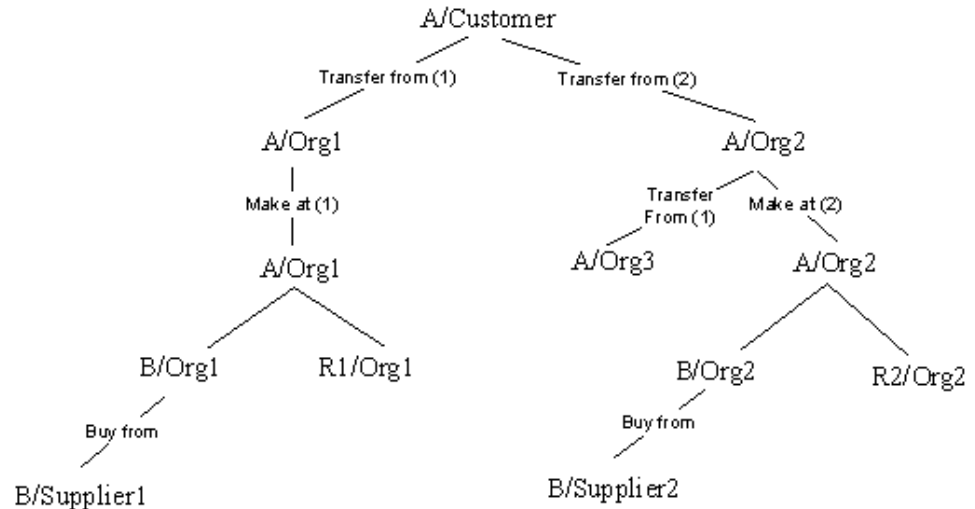 A/Customer
Transfer from (1)
Transfer from (2)
A/Org1
A/Org2
Make at (1)
Transfer
From (1)
Make at (2)
A/Org1
A/Org3
A/Org2
B/Org1
R1/Org1
B/Org2
R2/Org2
Buy from
Buy from
B/Supplier1
B/Supplier2